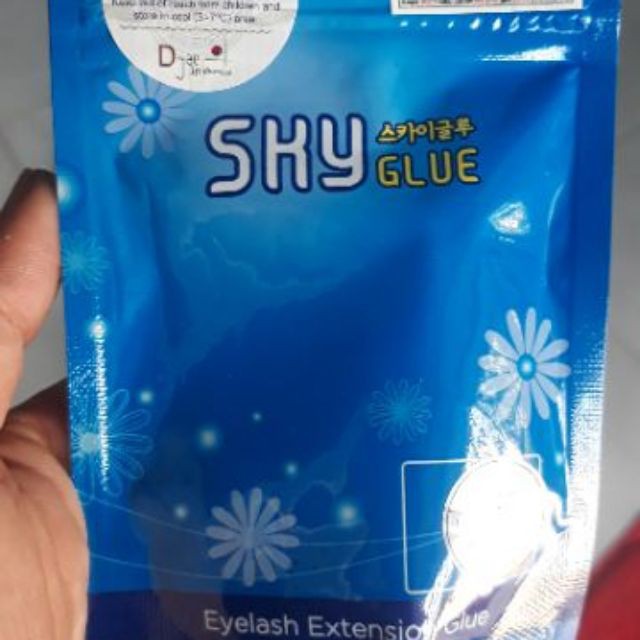 Keep out of reach from children and
store in cool (3~7°C) place
D
SKY 스카이글루
GLUE
Eyelash Extension Glue